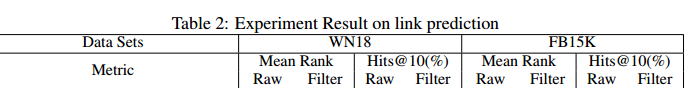 Table 2: Experiment Result on link prediction
Data Sets WN18 FB15K
Metric Mean Rank Hits@10(%) Mean Rank Hits@10(%)
Raw Filter Raw Filter Raw Filter Raw Filter